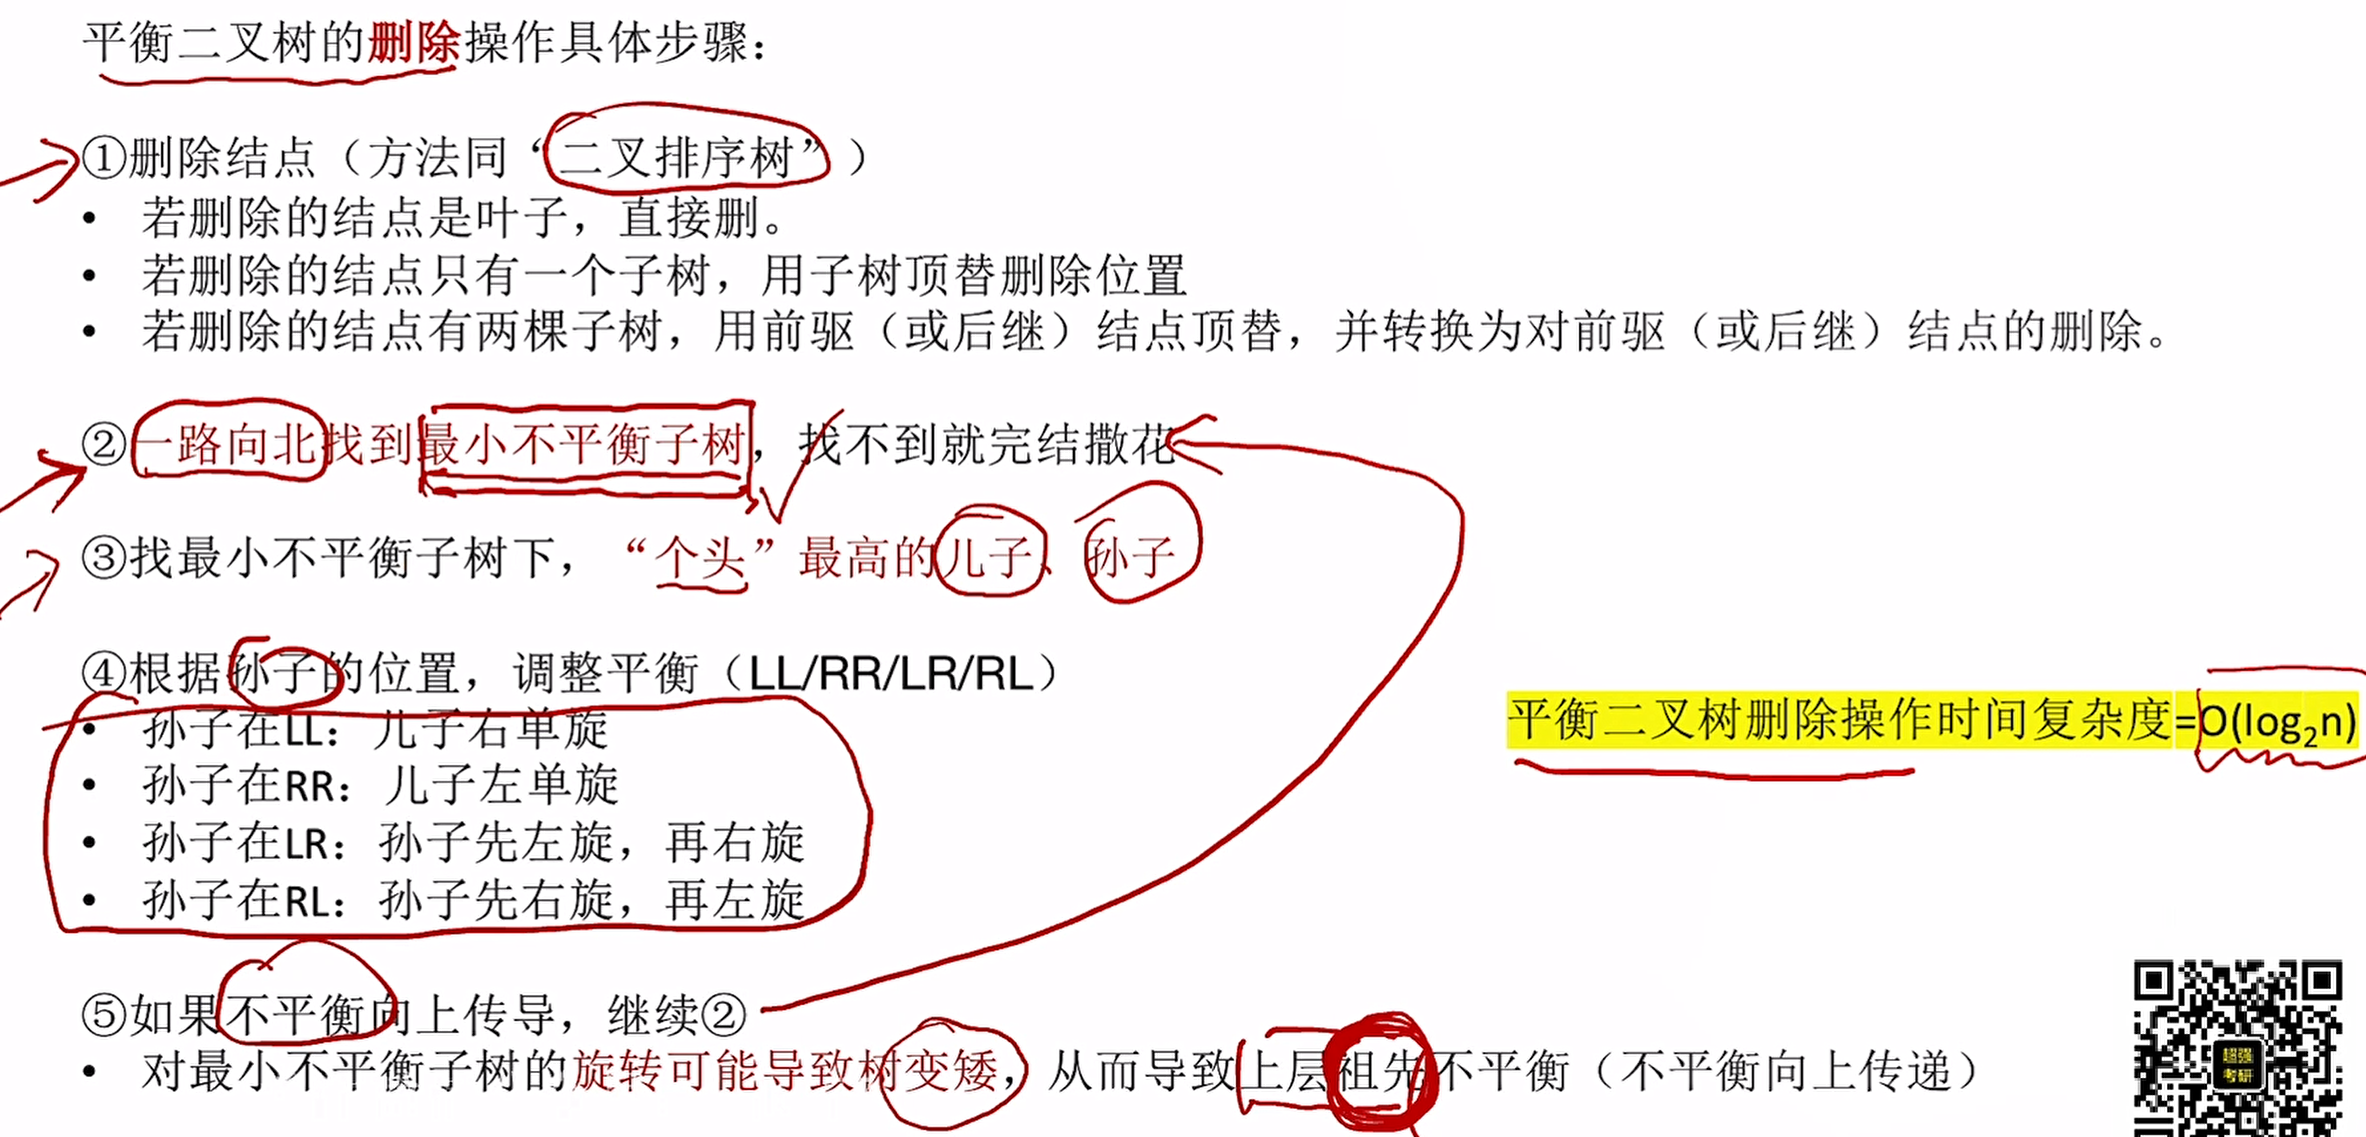 平衡二叉树的删除操作具体步骤：
①删除结点（方法同“二叉排序树”）
• 若删除的结点是叶子，直接删。
• 若删除的结点只有一个子树，用子树顶替删除位置
• 若删除的结点有两棵子树，用前驱（或后继）结点顶替，并转换为对前驱（或后继）结点的删除。
②一路向北找到最小不平衡子树，找不到就完结撒花
③找最小不平衡子树下，“个头”最高的儿子、孙子
④根据孙子的位置，调整平衡（LL/RR/LR/RL）
• 孙子在LL：儿子右单旋
• 孙子在RR：儿子左单旋
• 孙子在LR：孙子先左旋，再右旋
• 孙子在RL：孙子先右旋，再左旋
平衡二叉树删除操作时间复杂度=O(log₂n)
⑤如果不平衡向上传导，继续②
• 对最小不平衡子树的旋转可能导致树变矮，从而导致上层祖先不平衡（不平衡向上传递）
超强
考研